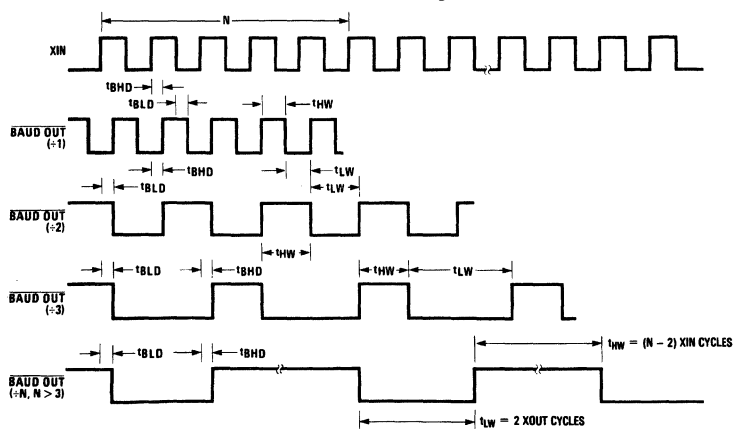 N
XIN
tBHD
tBLD
tHW
BAUD OUT
(÷1)
tBHD
tLW
tBLD
tLW
BAUD OUT
(÷2)
tHW
tBLD
tBHD
tHW
tLW
BAUD OUT
(÷3)
tHW = (N – 2) XIN CYCLES
tBLD
tBHD
BAUD OUT
(÷N, N > 3)
tLW = 2 XOUT CYCLES